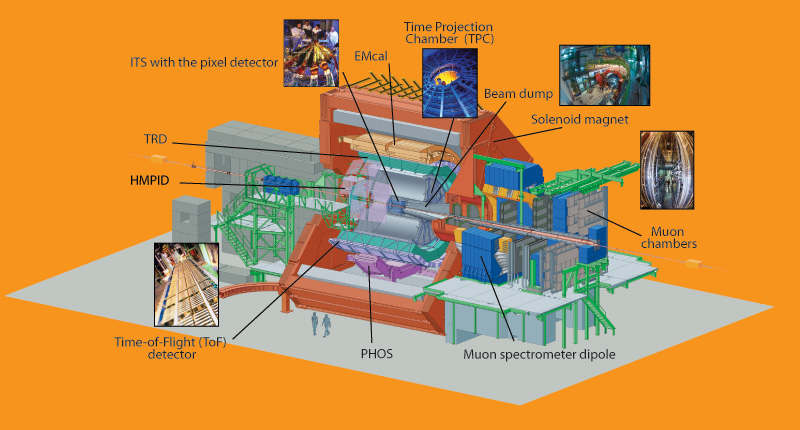 Time Projection
Chamber (TPC)
ITS with the pixel detector
EMcal
Beam dump
Solenoid magnet
TRD
HMPID
Muon
chambers
Time-of-Flight (ToF)
detector
PHOS
Muon spectrometer dipole